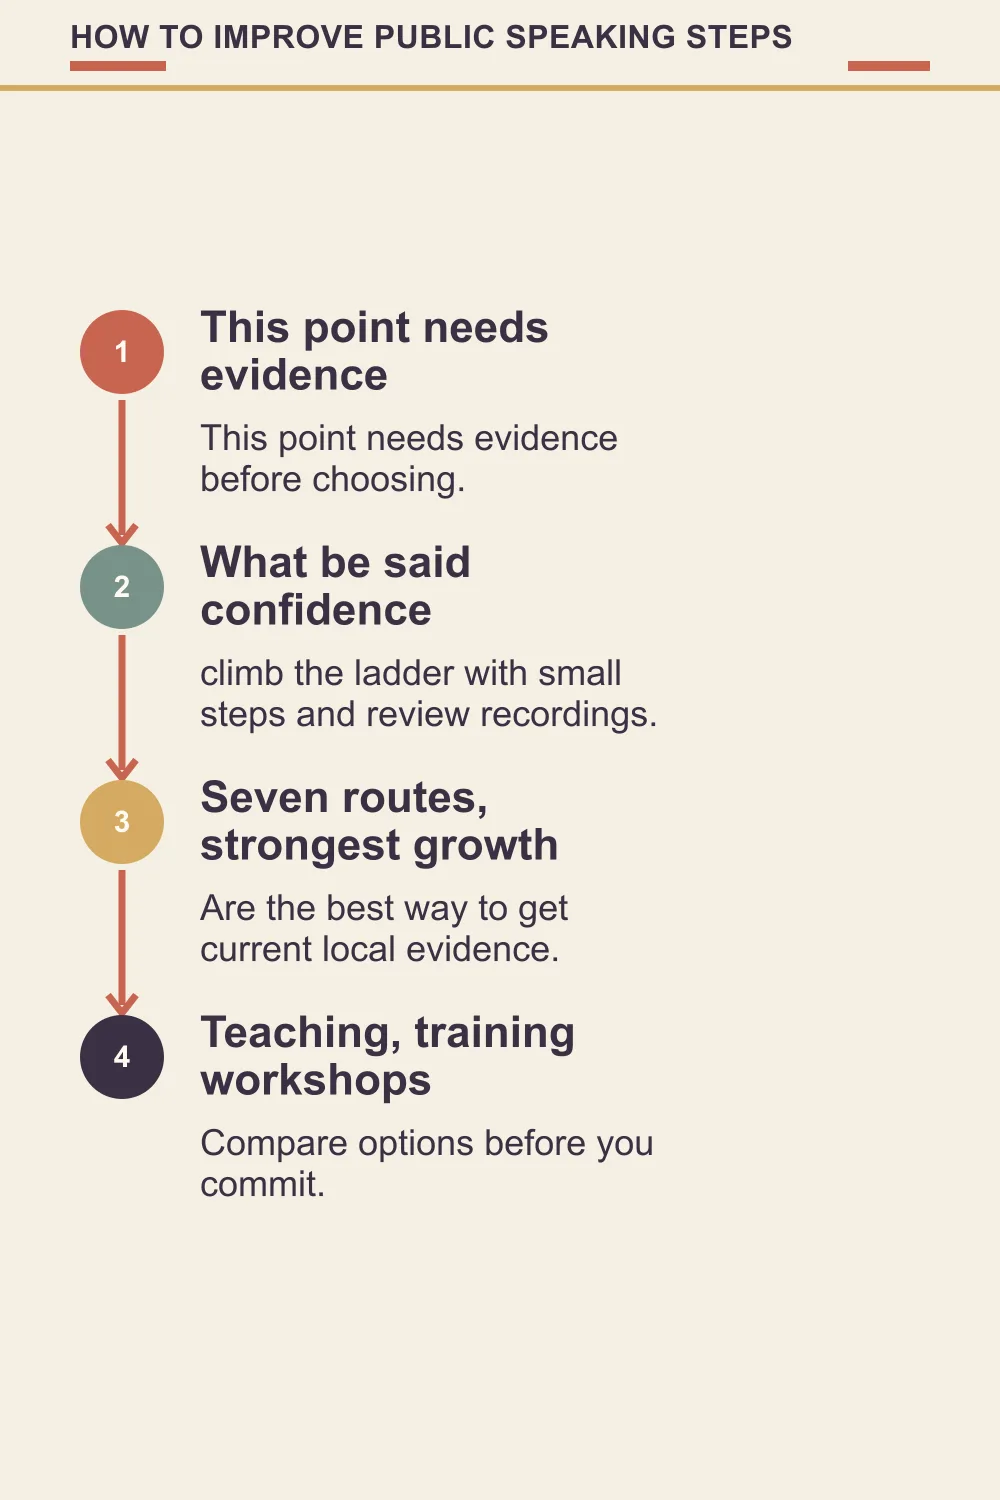 HOW TO IMPROVE PUBLIC SPEAKING STEPS
1
This point needs
evidence
This point needs evidence
before choosing.
2
What be said
confidence
climb the ladder with small
steps and review recordings.
3
Seven routes,
strongest growth
Are the best way to get
current local evidence.
4
Teaching, training
workshops
Compare options before you
commit.